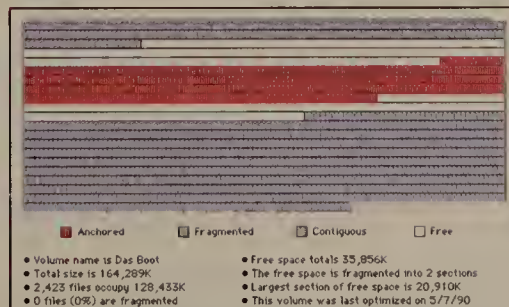 Anchored Fragmented Contiguous Free
• Volume name is Das Boot
• Total size is 164,289K
• 2,423 files occupy 128,433K
• 0 files (0%) are fragmented
• Free space totals 35,856K
• The free space is fragmented into 2 sections
• Largest section of free space is 20,910K
• This volume was last optimized on 5/7/90